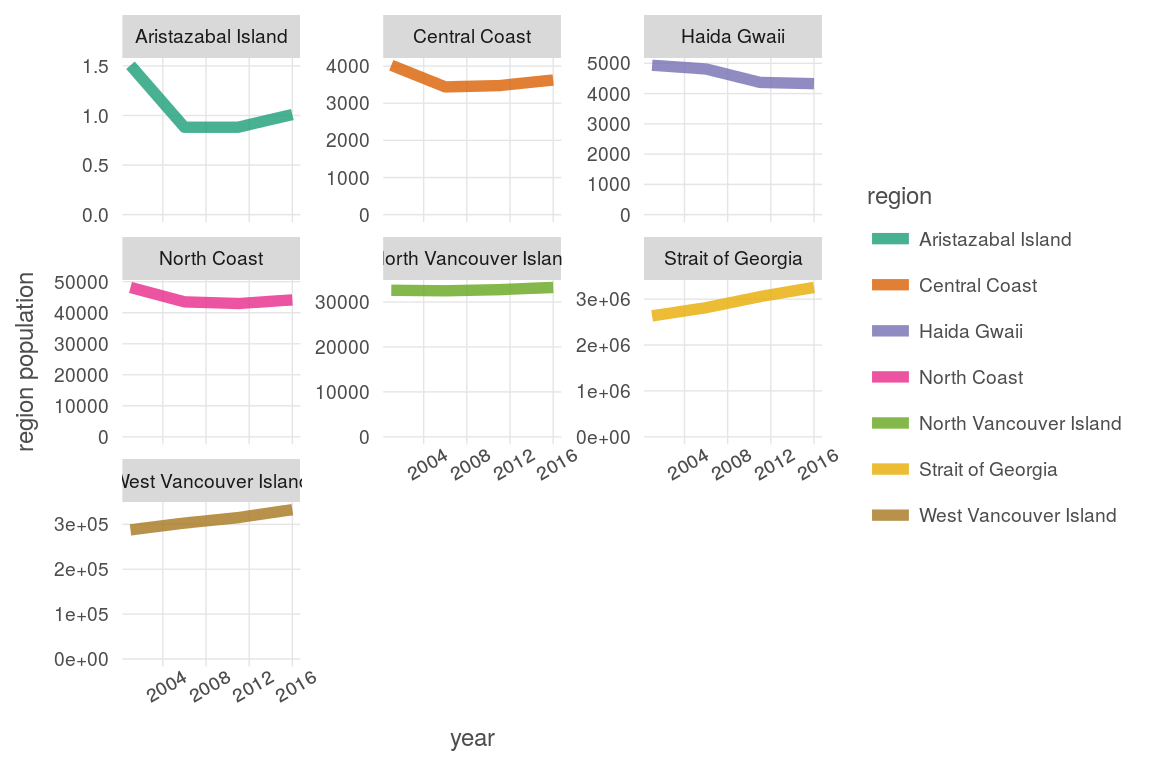 Aristazabal Island
Central Coast
Haida Gwaii
1.5
1.0
0.5
0.0
4000
3000
2000
1000
0
5000
4000
3000
2000
1000
0
North Coast
orth Vancouver Islan
Strait of Georgia
50000
40000
30000
20000
10000
0
30000
20000
10000
0
3e+06
2e+06
1e+06
0e+00
2004 2008 2012 2016
2004 2008 2012 2016
West Vancouver Island
3e+05
2e+05
1e+05
0e+00
2004 2008 2012 2016
year
region population
region
Aristazabal Island
Central Coast
Haida Gwaii
North Coast
North Vancouver Island
Strait of Georgia
West Vancouver Island